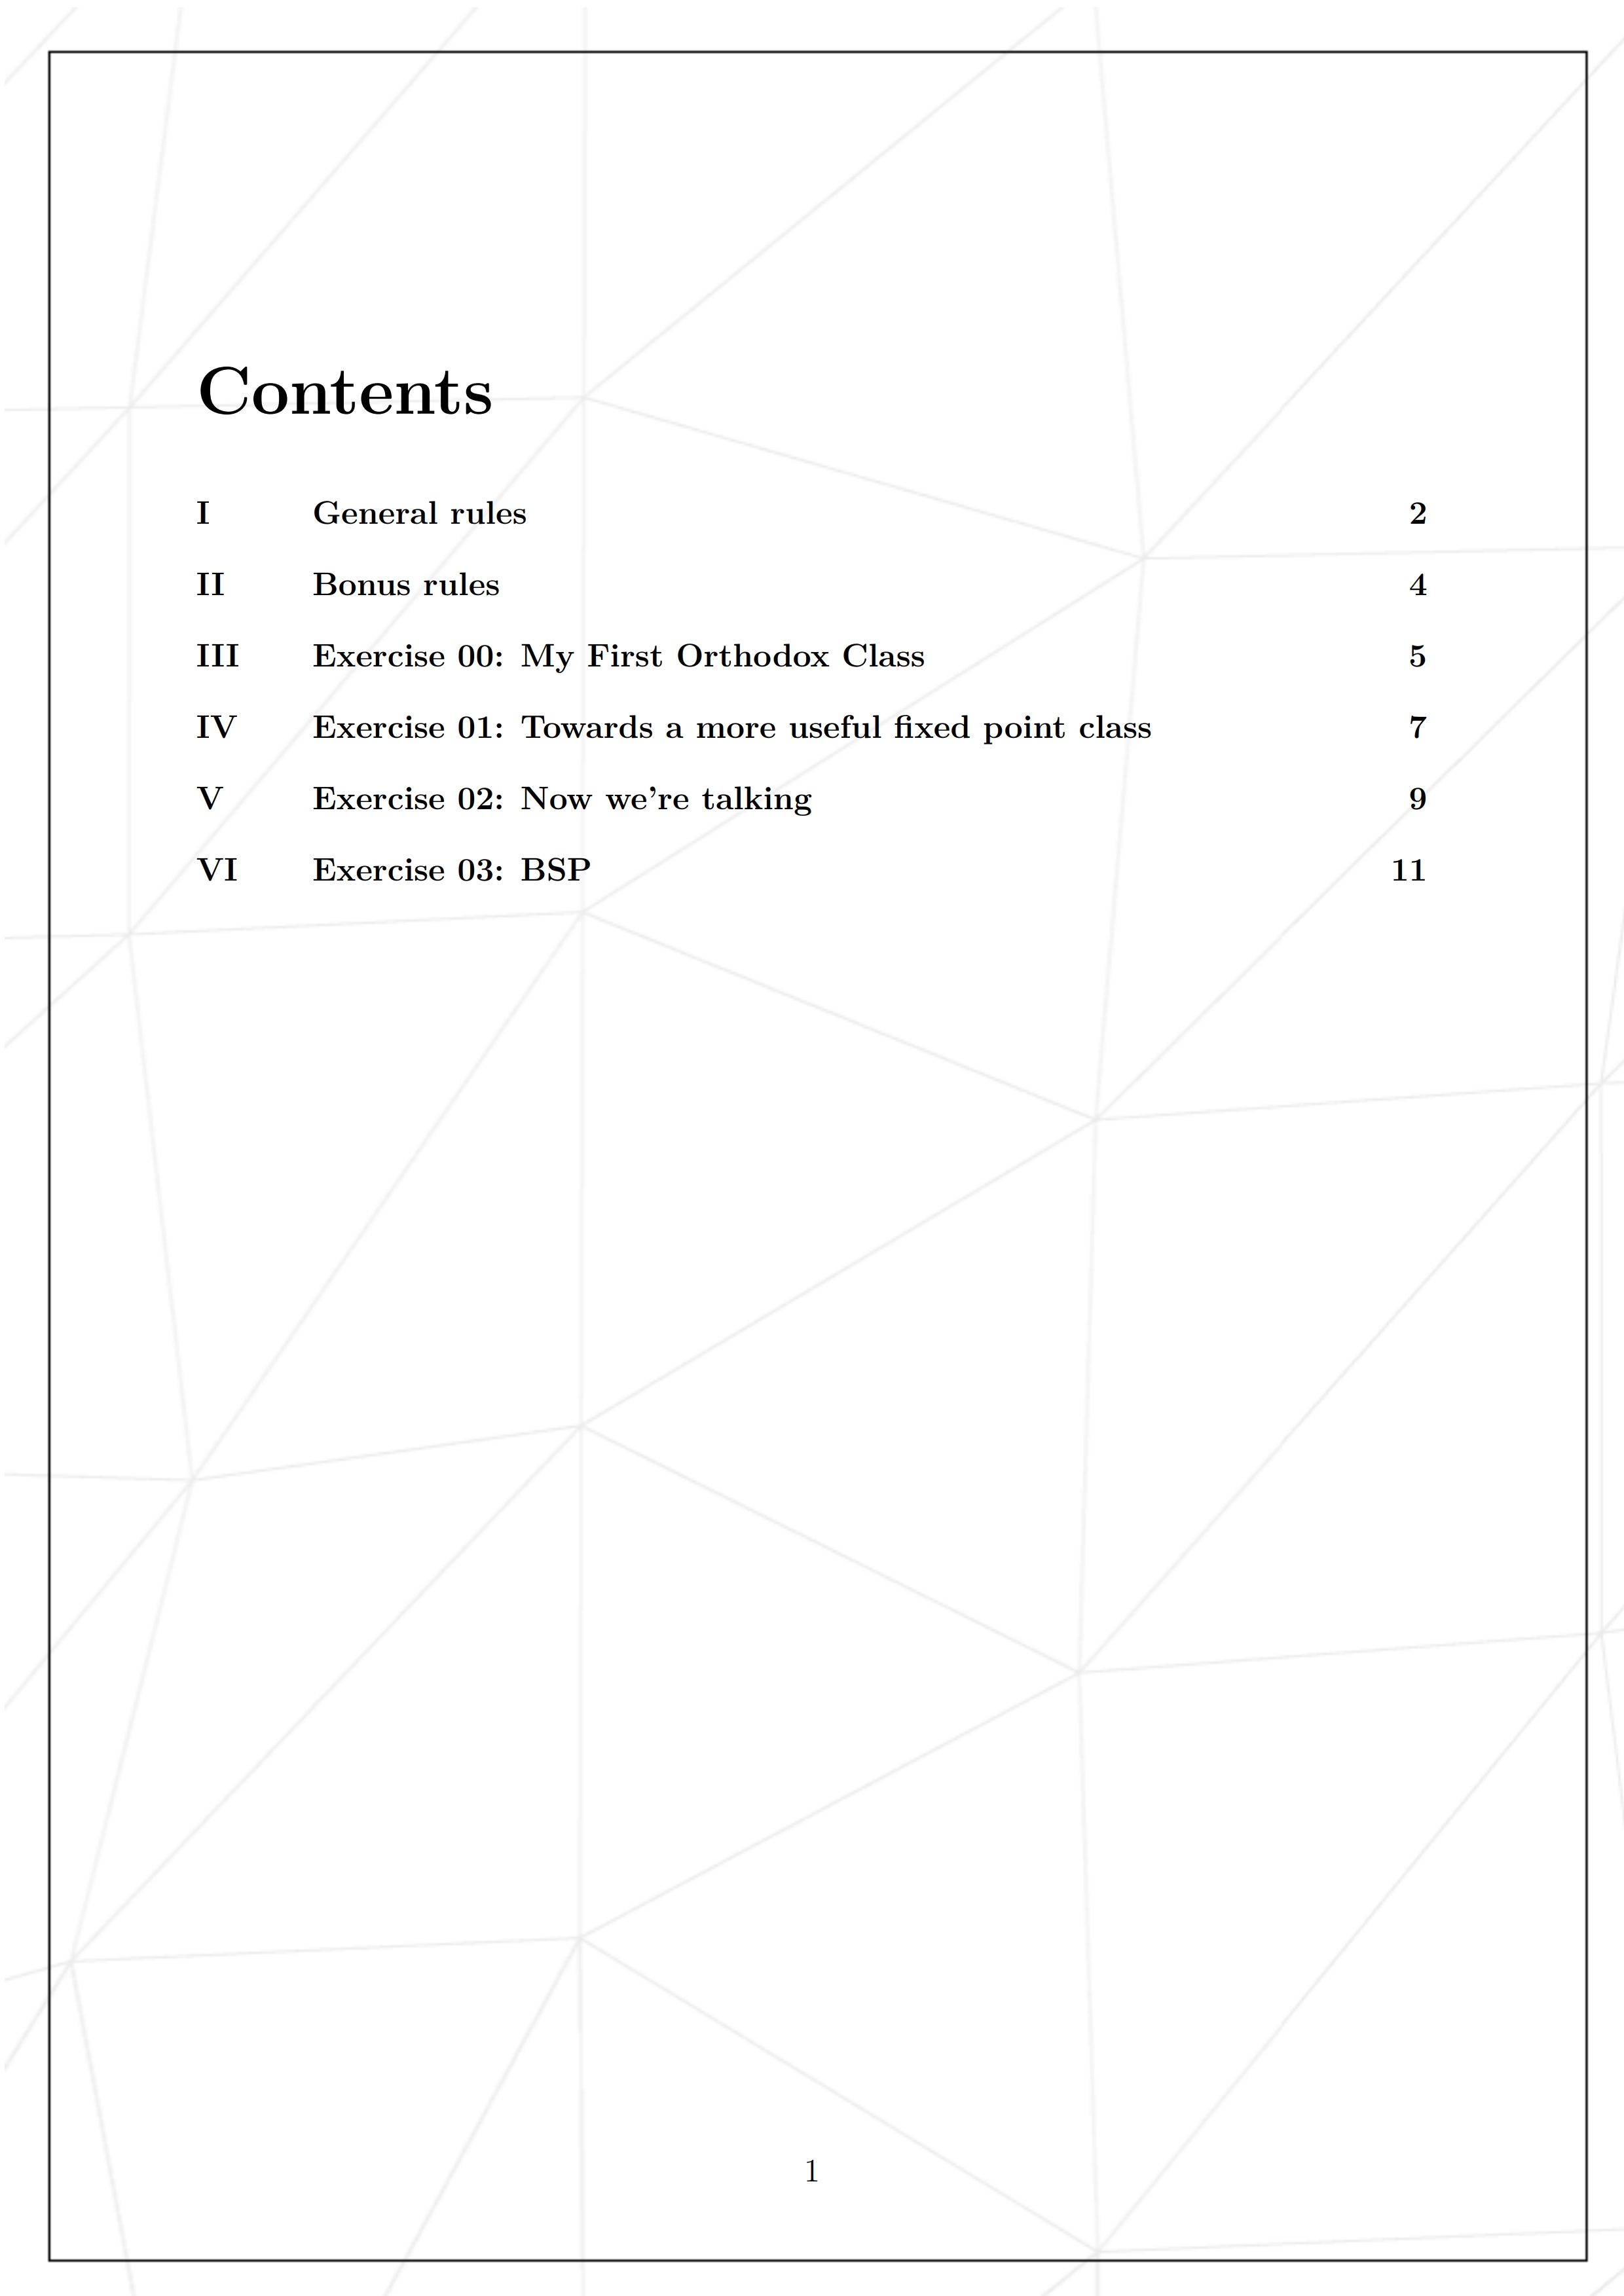 Contents
I General rules 2
II Bonus rules 4
III Exercise 00: My First Orthodox Class 5
IV Exercise 01: Towards a more useful fixed point class 7
V Exercise 02: Now we're talking 9
VI Exercise 03: BSP 11
1